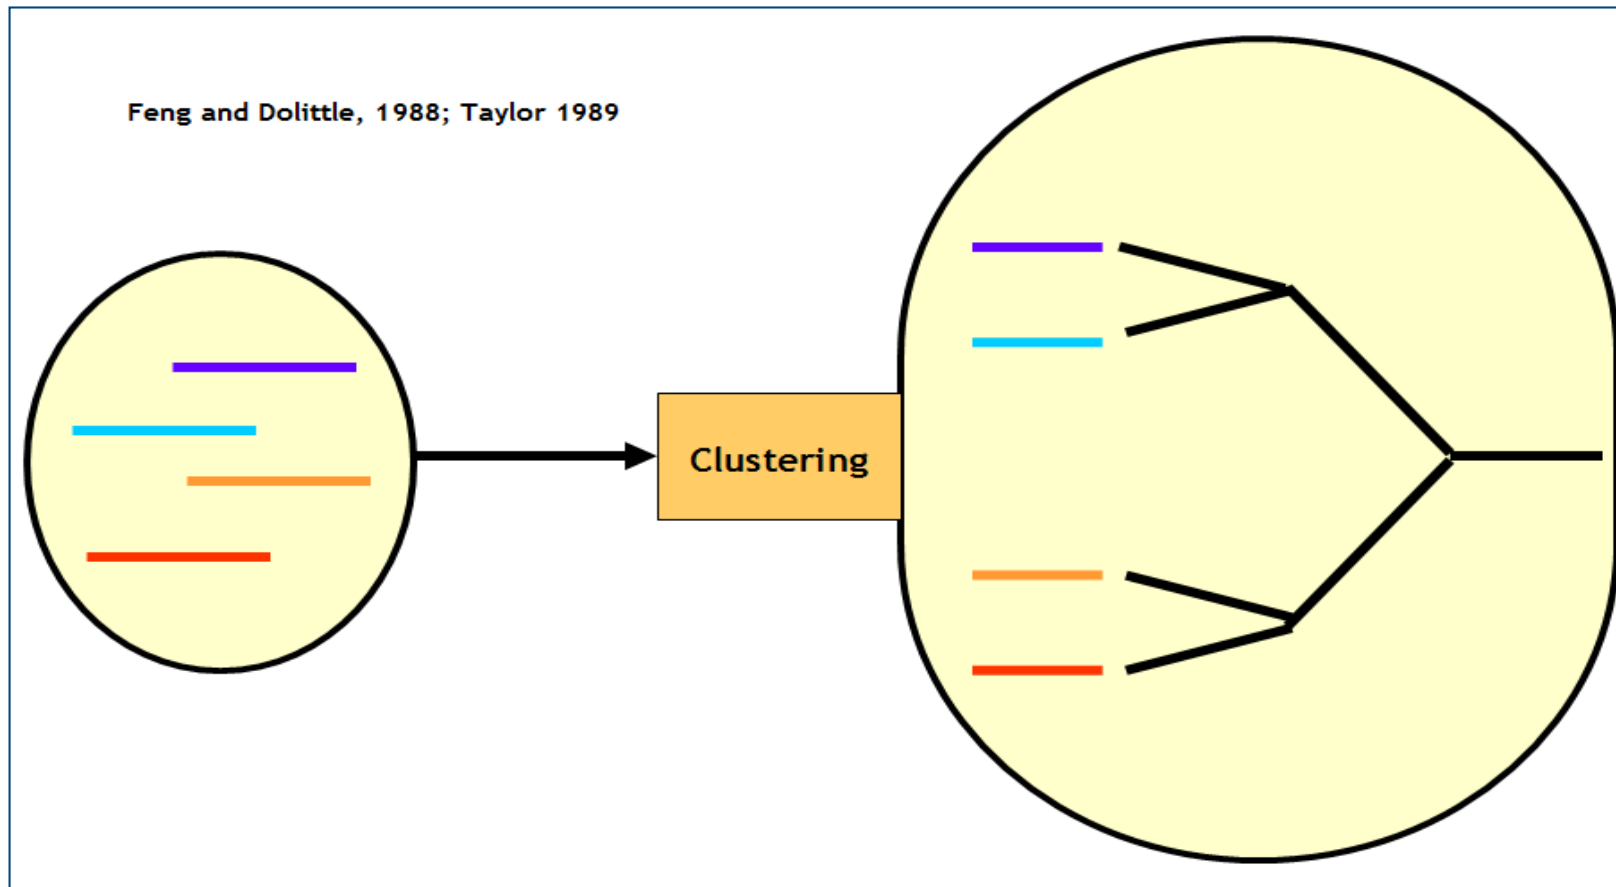 Feng and Dolittle, 1988; Taylor 1989
Clustering